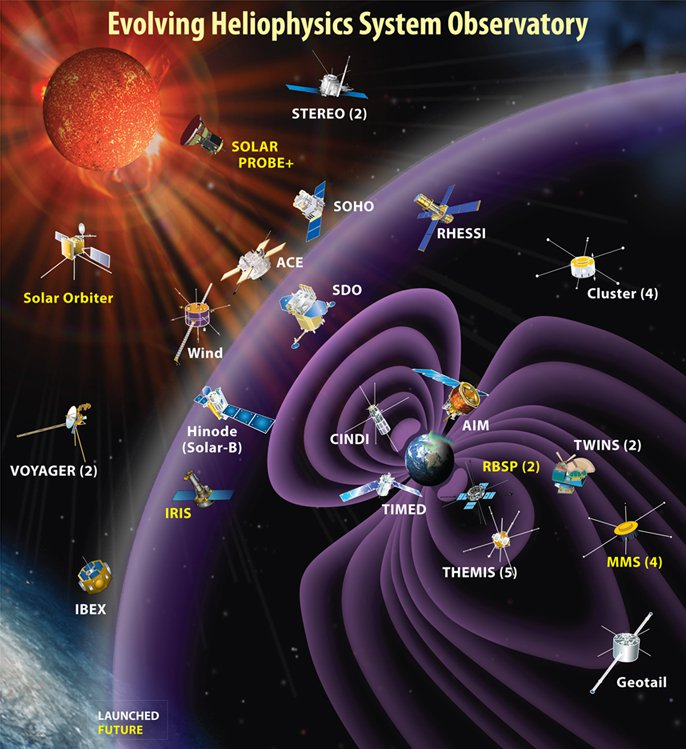 Evolving Heliophysics System Observatory
STEREO (2)
SOLAR
PROBE+
SOHO
RHESSI
ACE
Cluster (4)
Solar Orbiter
SDO
Wind
Hinode
(Solar-B)
CINDI
AIM
TWINS (2)
VOYAGER (2)
RBSP (2)
IRIS
TIMED
MMS (4)
THEMIS (5)
IBEX
Geotail
LAUNCHED
FUTURE